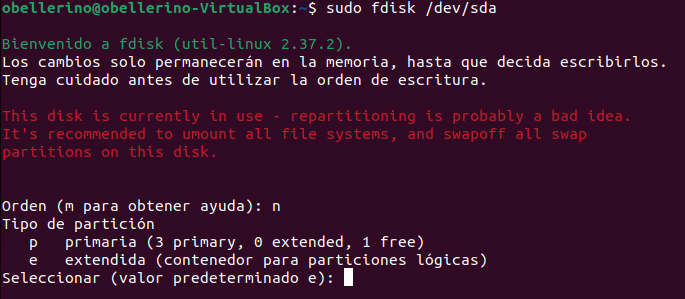 obellerino@obellerino-VirtualBox:~$ sudo fdisk /dev/sda
Bienvenido a fdisk (util-linux 2.37.2).
Los cambios solo permanecerán en la memoria, hasta que decida escribirlos.
Tenga cuidado antes de utilizar la orden de escritura.
This disk is currently in use - repartitioning is probably a bad idea.
It's recommended to umount all file systems, and swapoff all swap
partitions on this disk.
Orden (m para obtener ayuda): n
Tipo de partición
   p   primaria (3 primary, 0 extended, 1 free)
   e   extendida (contenedor para particiones lógicas)
Seleccionar (valor predeterminado e):